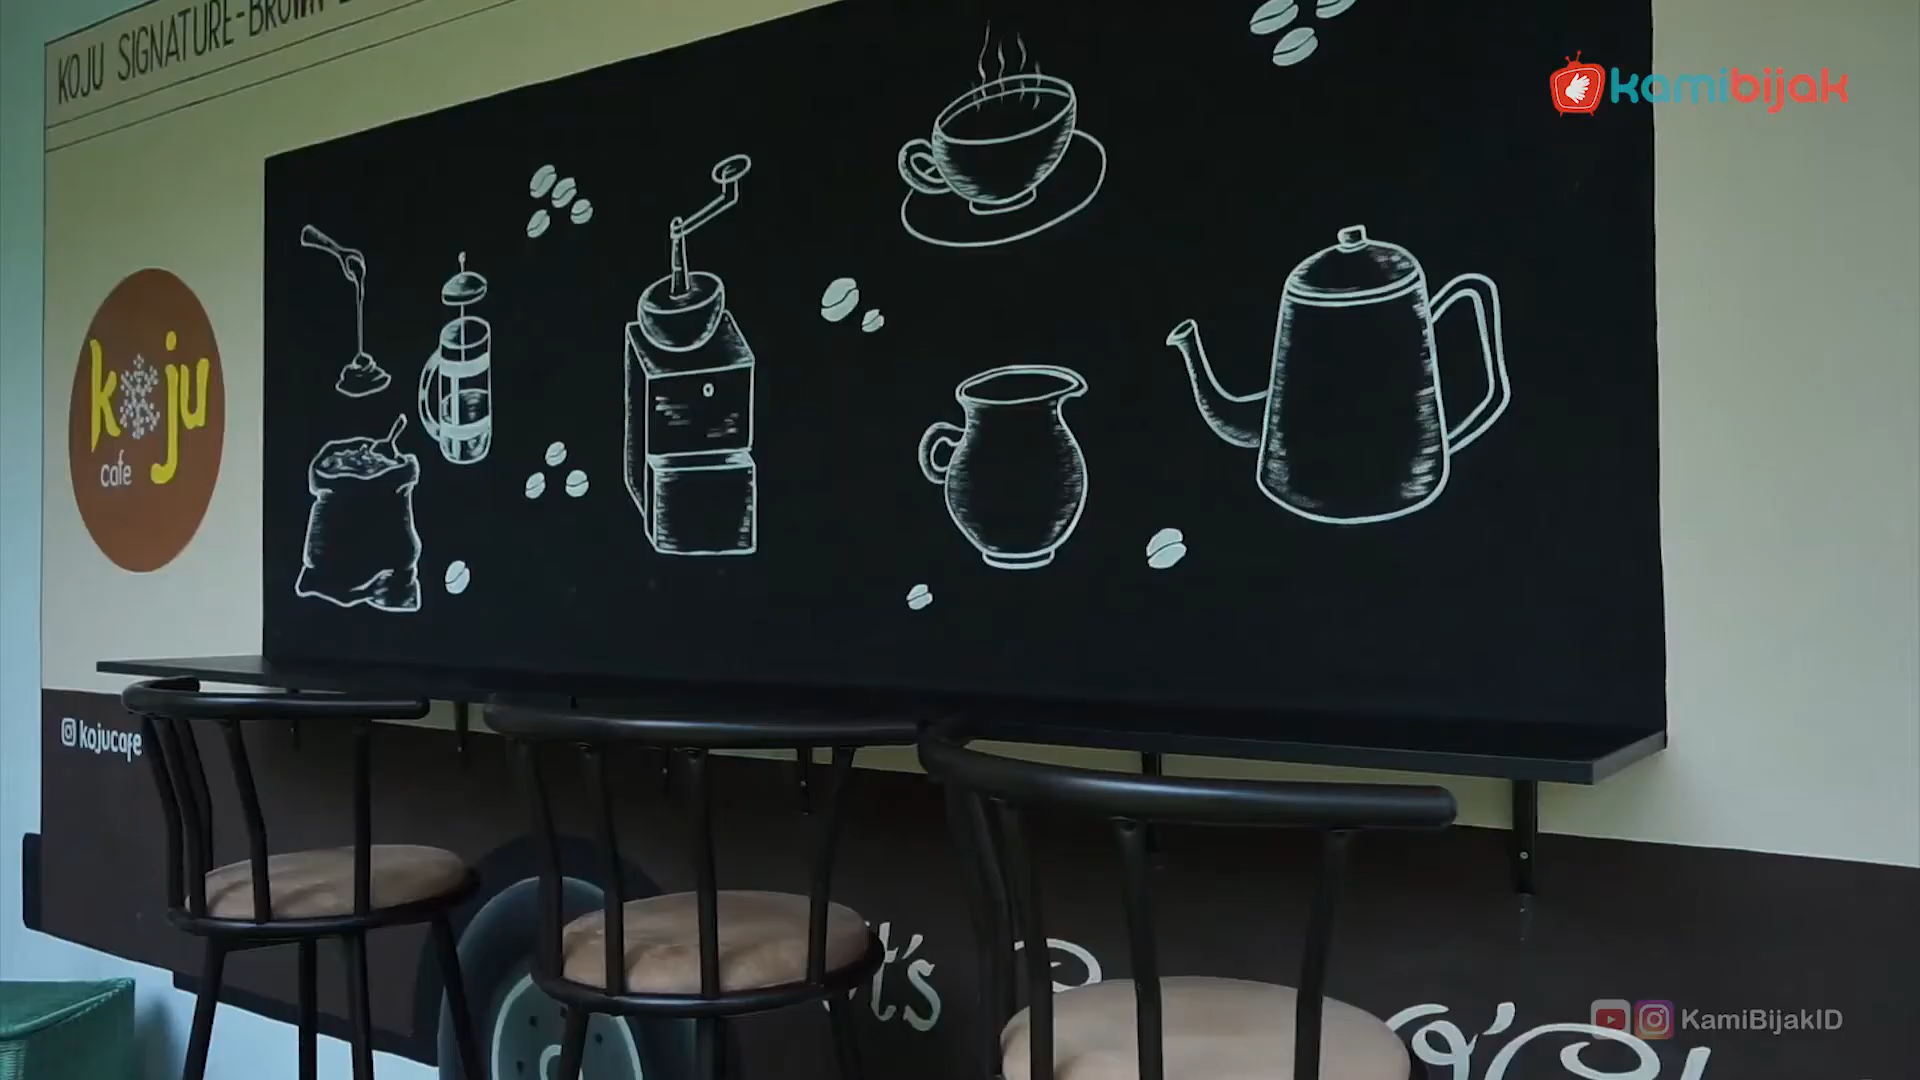 KOJU SIGNATURE-BROWN
kamibijak
koju
cafe
kojucafe
KamiBijakID